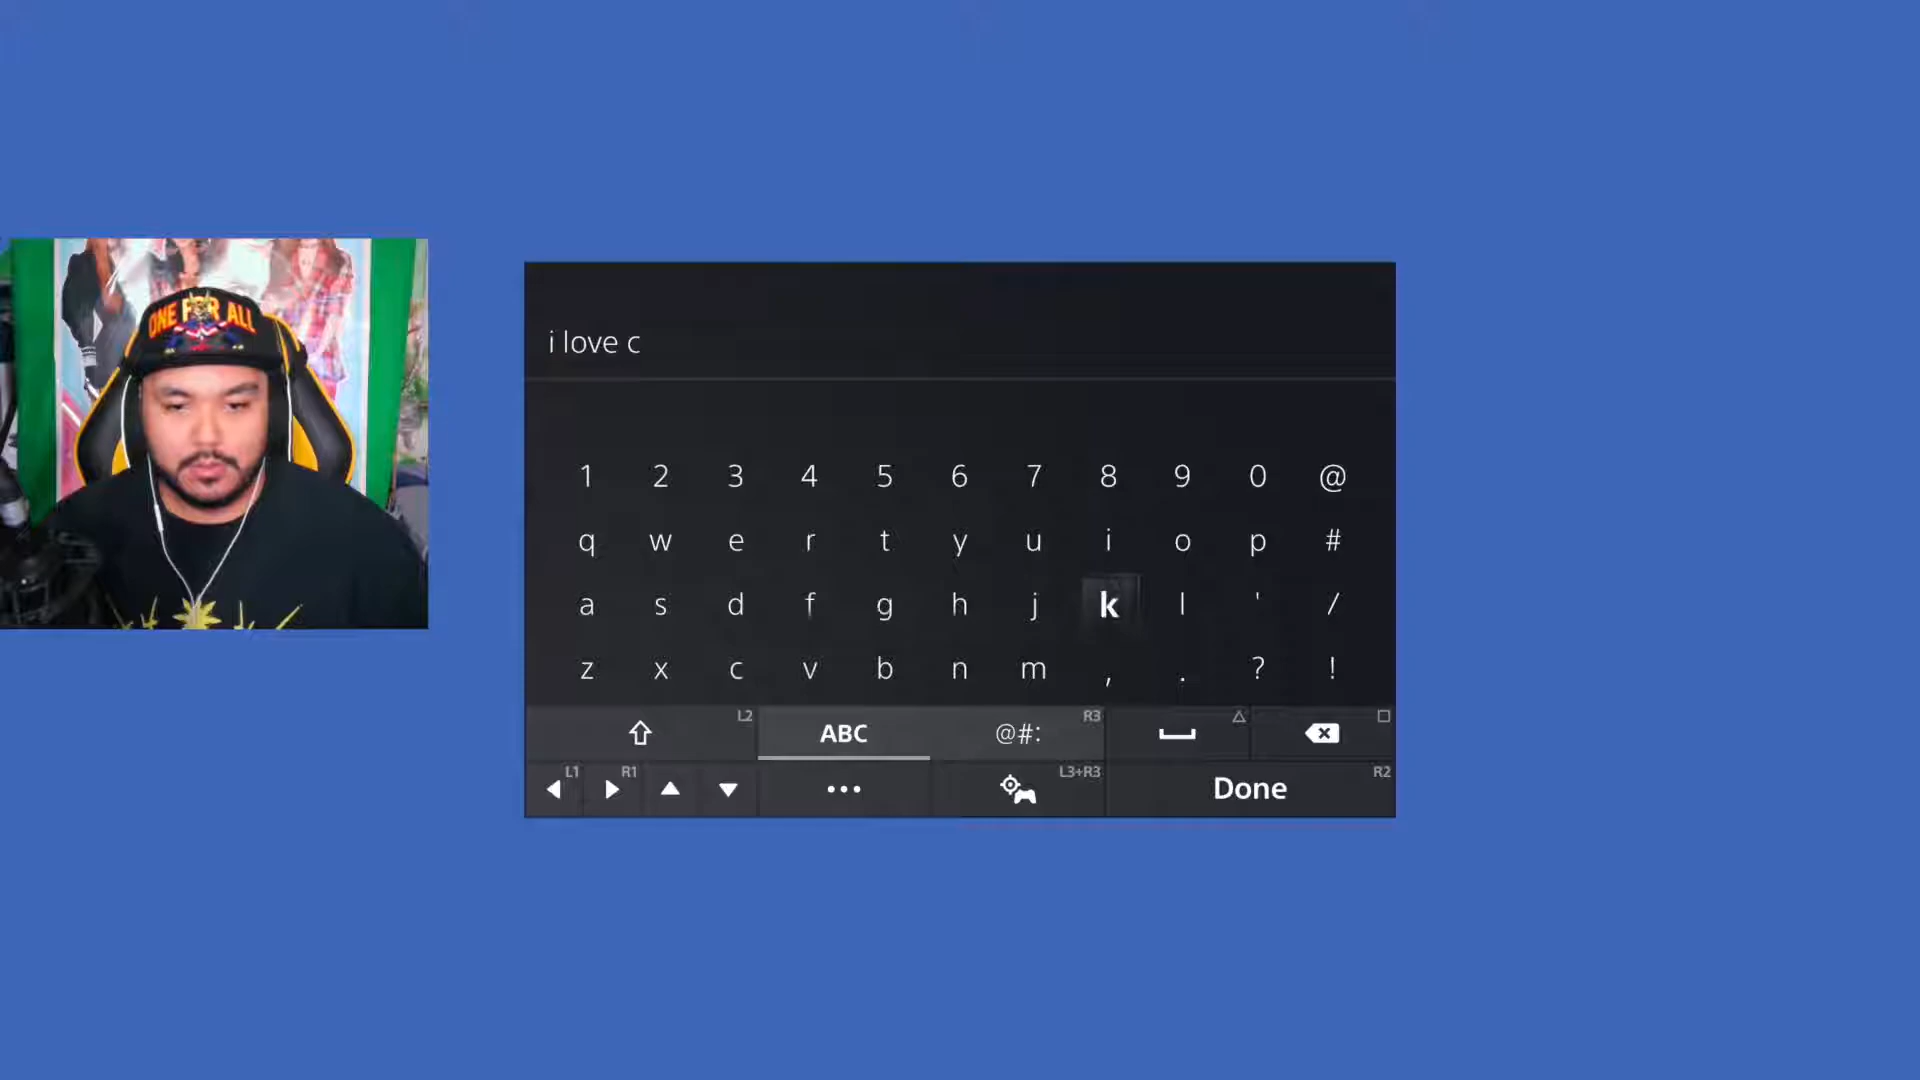 ONE FOR ALL
i love c
1 2 3 4 5 6 7 8 9 0 @
q w e r t y u i o p #
a s d f g h j k l ' /
z x c v b n m , . ? !
L2 ABC @#: R3
L1 R1 ••• L3+R3 Done R2